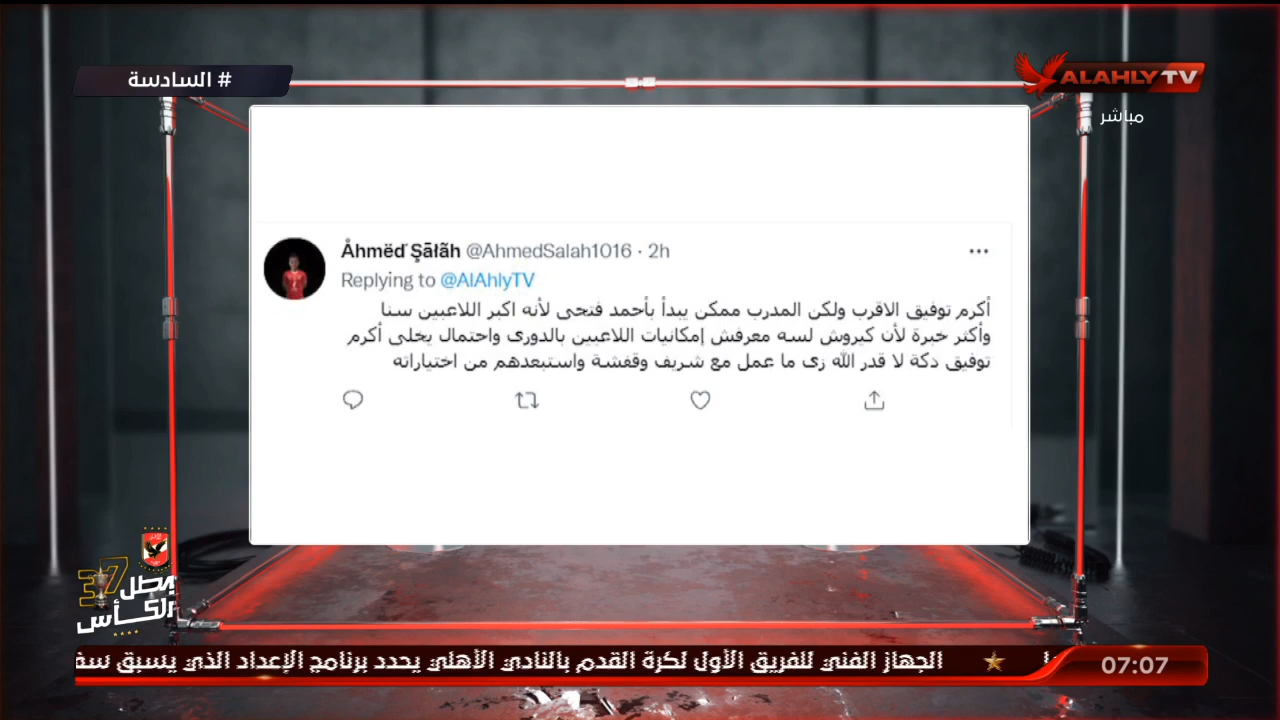 # السادسة
ALAHLY TV
مباشر
Åhmëď Şālãh @AhmedSalah1016 · 2h
Replying to @AlAhlyTV
أكرم توفيق الاقرب ولكن المدرب ممكن يبدأ بأحمد فتحى لأنه اكبر اللاعبين سنا
وأكثر خبرة لأن كيروش لسه معرفش إمكانيات اللاعبين بالدورى واحتمال يخلى أكرم
توفيق دكة لا قدر الله زى ما عمل مع شريف وقفشة واستبعدهم من اختياراته
37
بطل
الكأس
الجهاز الفني للفريق الأول لكرة القدم بالنادي الأهلي يحدد برنامج الإعداد الذي يسبق
07:07